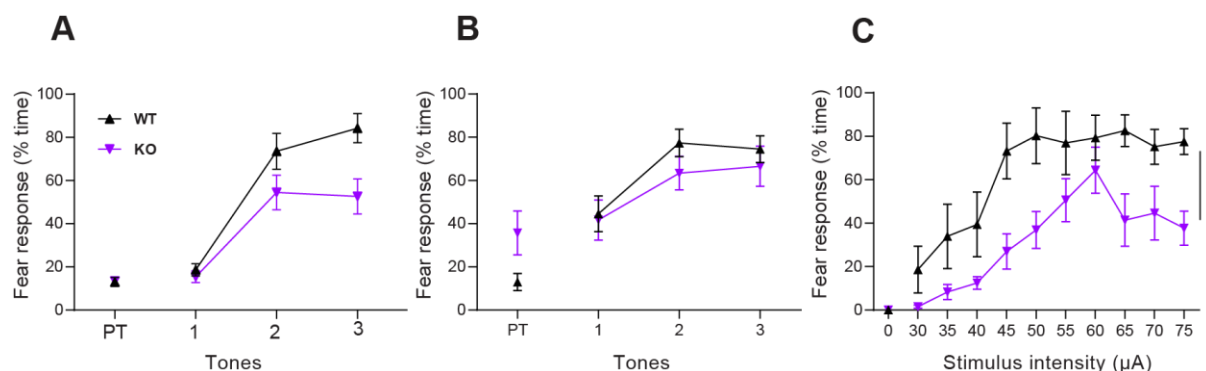 A
Fear response (% time)
100
80
60
40
20
0
WT
KO
PT 1 2 3
Tones
B
Fear response (% time)
100
80
60
40
20
0
PT 1 2 3
Tones
C
Fear response (% time)
100
80
60
40
20
0
0 30 35 40 45 50 55 60 65 70 75
Stimulus intensity (μA)